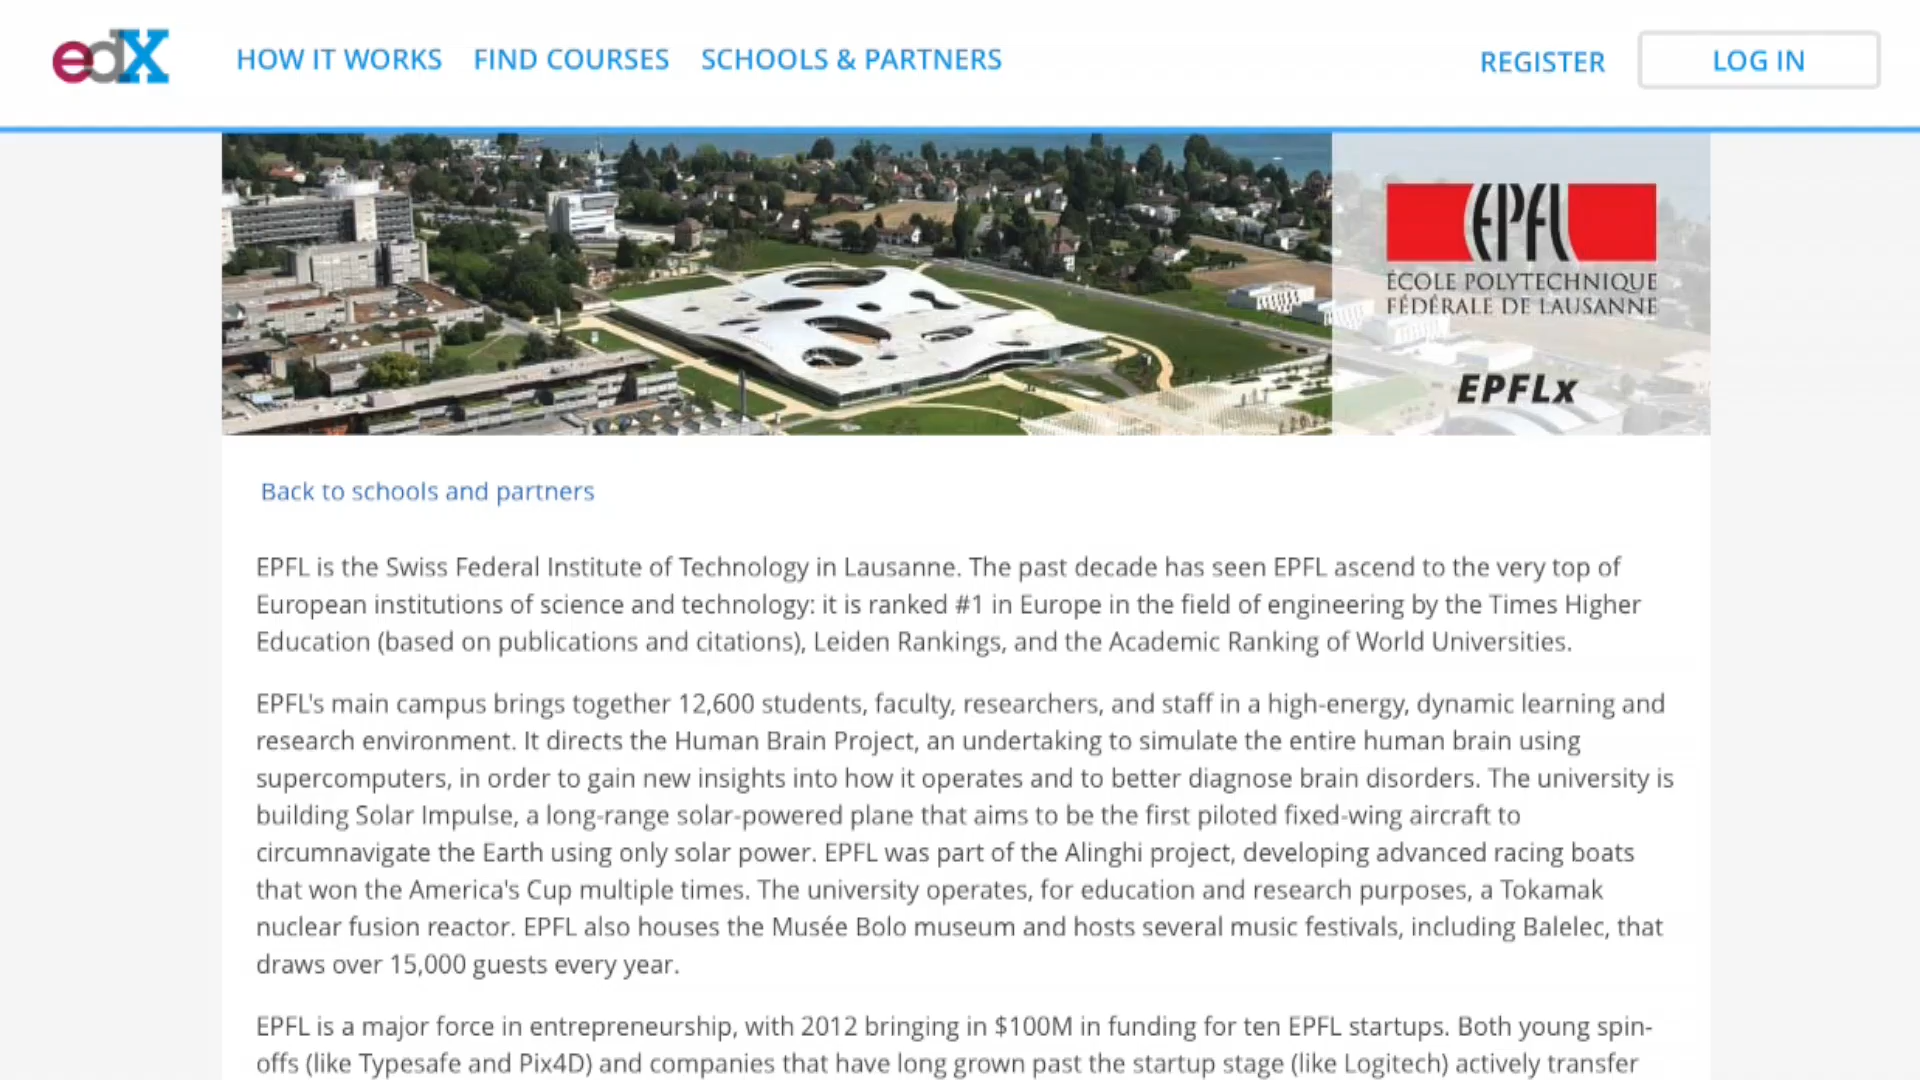 edX
HOW IT WORKS FIND COURSES SCHOOLS & PARTNERS REGISTER LOG IN
EPFL
ÉCOLE POLYTECHNIQUE
FÉDÉRALE DE LAUSANNE
EPFLx
Back to schools and partners
EPFL is the Swiss Federal Institute of Technology in Lausanne. The past decade has seen EPFL ascend to the very top of
European institutions of science and technology: it is ranked #1 in Europe in the field of engineering by the Times Higher
Education (based on publications and citations), Leiden Rankings, and the Academic Ranking of World Universities.
EPFL's main campus brings together 12,600 students, faculty, researchers, and staff in a high-energy, dynamic learning and
research environment. It directs the Human Brain Project, an undertaking to simulate the entire human brain using
supercomputers, in order to gain new insights into how it operates and to better diagnose brain disorders. The university is
building Solar Impulse, a long-range solar-powered plane that aims to be the first piloted fixed-wing aircraft to
circumnavigate the Earth using only solar power. EPFL was part of the Alinghi project, developing advanced racing boats
that won the America's Cup multiple times. The university operates, for education and research purposes, a Tokamak
nuclear fusion reactor. EPFL also houses the Musée Bolo museum and hosts several music festivals, including Balelec, that
draws over 15,000 guests every year.
EPFL is a major force in entrepreneurship, with 2012 bringing in $100M in funding for ten EPFL startups. Both young spin-
offs (like Typesafe and Pix4D) and companies that have long grown past the startup stage (like Logitech) actively transfer